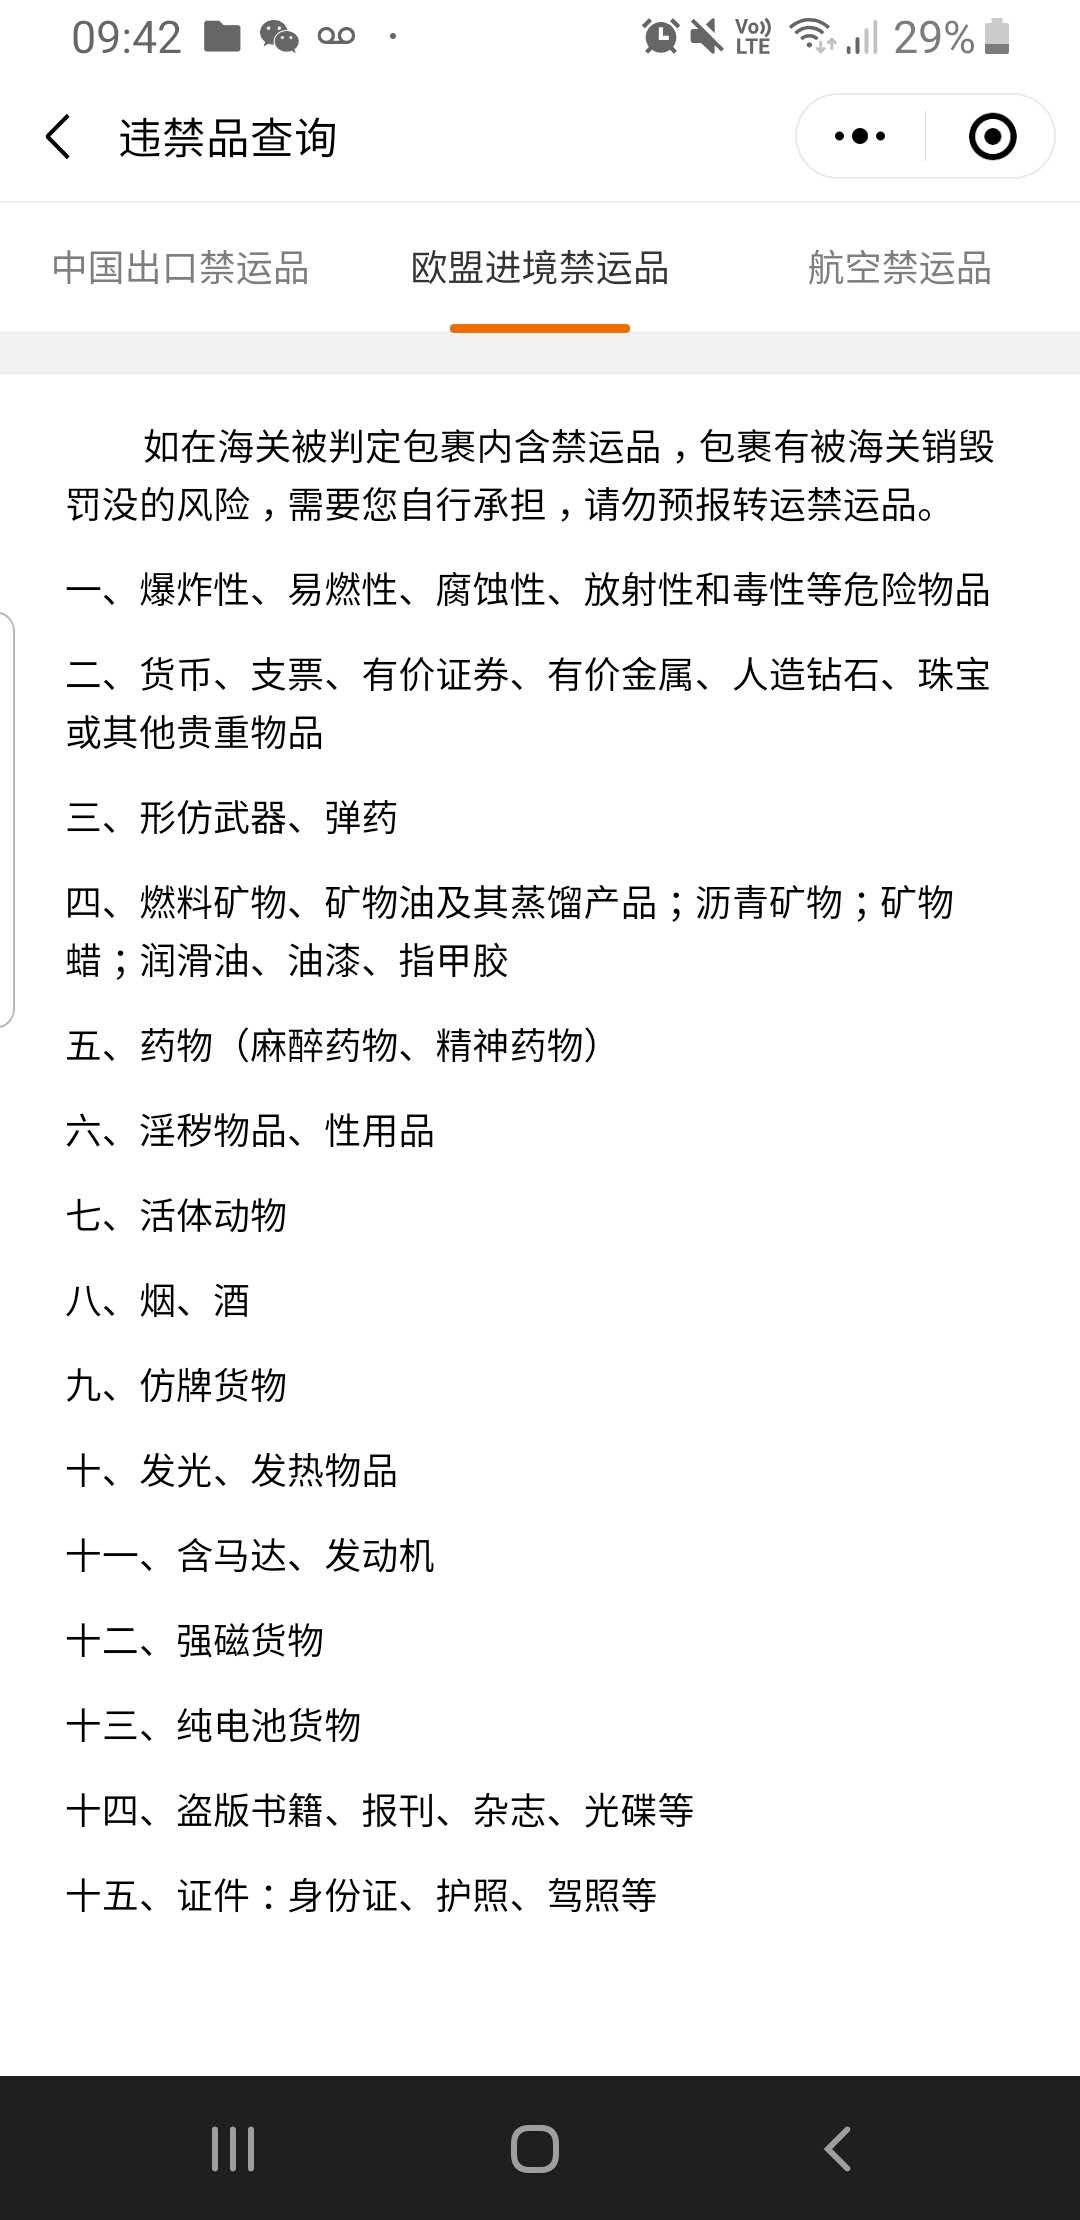 09:42
Vo))
LTE
29%
违禁品查询
中国出口禁运品
欧盟进境禁运品
航空禁运品
如在海关被判定包裹内含禁运品，包裹有被海关销毁
罚没的风险，需要您自行承担，请勿预报转运禁运品。
一、爆炸性、易燃性、腐蚀性、放射性和毒性等危险物品
二、货币、支票、有价证券、有价金属、人造钻石、珠宝
或其他贵重物品
三、形仿武器、弹药
四、燃料矿物、矿物油及其蒸馏产品；沥青矿物；矿物
蜡；润滑油、油漆、指甲胶
五、药物（麻醉药物、精神药物）
六、淫秽物品、性用品
七、活体动物
八、烟、酒
九、仿牌货物
十、发光、发热物品
十一、含马达、发动机
十二、强磁货物
十三、纯电池货物
十四、盗版书籍、报刊、杂志、光碟等
十五、证件：身份证、护照、驾照等